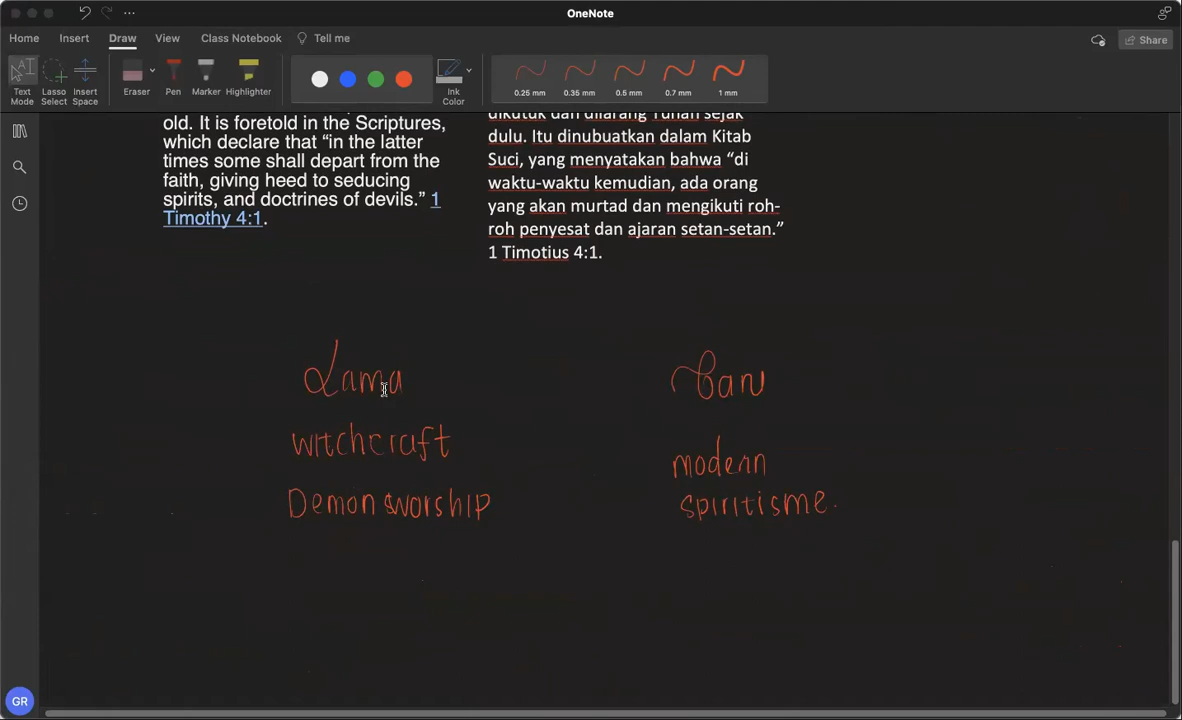 OneNote
Home Insert Draw View Class Notebook Tell me
Share
Text Mode
Lasso Select
Insert Space
Eraser
Pen
Marker
Highlighter
Ink Color
0.25 mm 0.35 mm 0.5 mm 0.7 mm 1 mm
old. It is foretold in the Scriptures,
which declare that “in the latter
times some shall depart from the
faith, giving heed to seducing
spirits, and doctrines of devils.” 1
Timothy 4:1.
dikutuk dan dilarang Tuhan sejak
dulu. Itu dinubuatkan dalam Kitab
Suci, yang menyatakan bahwa “di
waktu-waktu kemudian, ada orang
yang akan murtad dan mengikuti roh-
roh penyesat dan ajaran setan-setan.”
1 Timotius 4:1.
Lama
witchcraft
Demon worship
Baru
modern
spiritisme.
GR